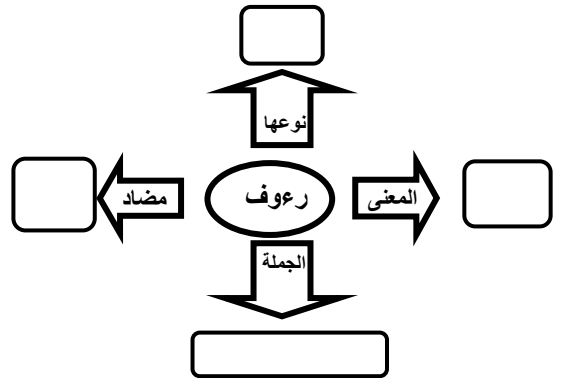 نوعها
المعنى
رءوف
مضاد
الجملة